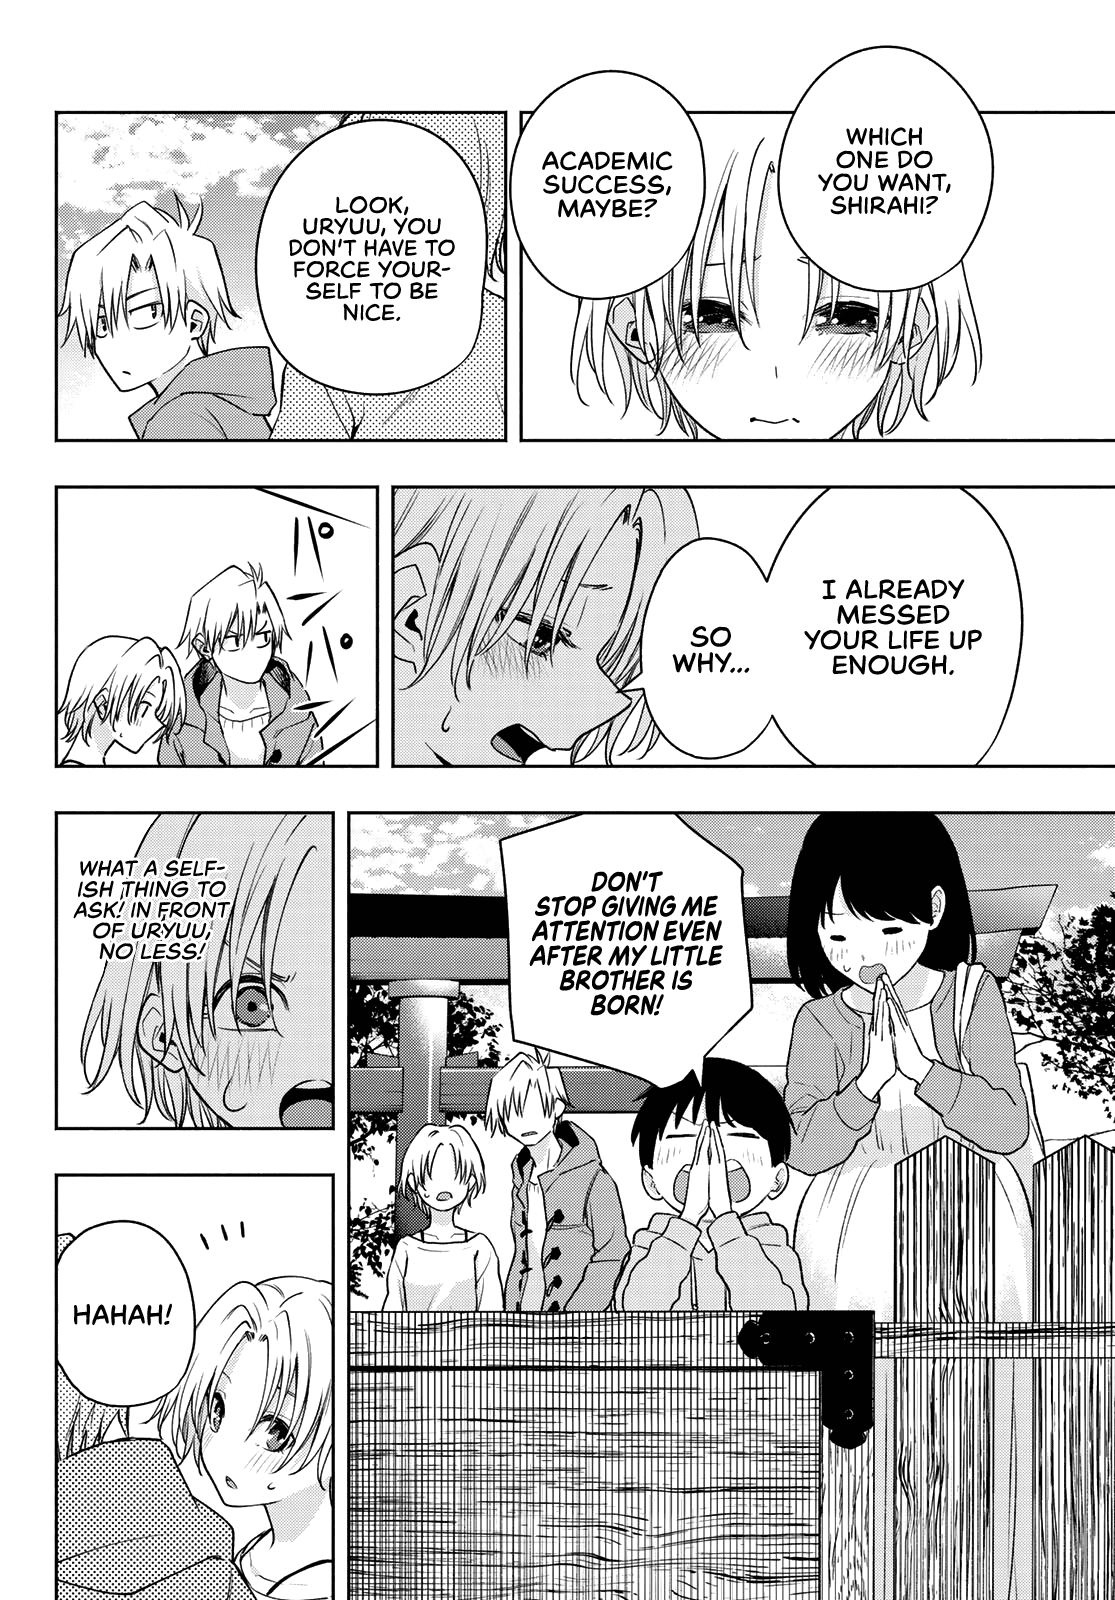 WHICH
ONE DO
YOU WANT,
SHIRAHI?
ACADEMIC
SUCCESS,
MAYBE?
LOOK,
URYUU, YOU
DON'T HAVE TO
FORCE YOUR-
SELF TO BE
NICE.
I ALREADY
MESSED
YOUR LIFE UP
ENOUGH.
SO
WHY...
DON'T
STOP GIVING ME
ATTENTION EVEN
AFTER MY LITTLE
BROTHER IS
BORN!
WHAT A SELF-
ISH THING TO
ASK! IN FRONT
OF URYUU,
NO LESS!
HAHAH!